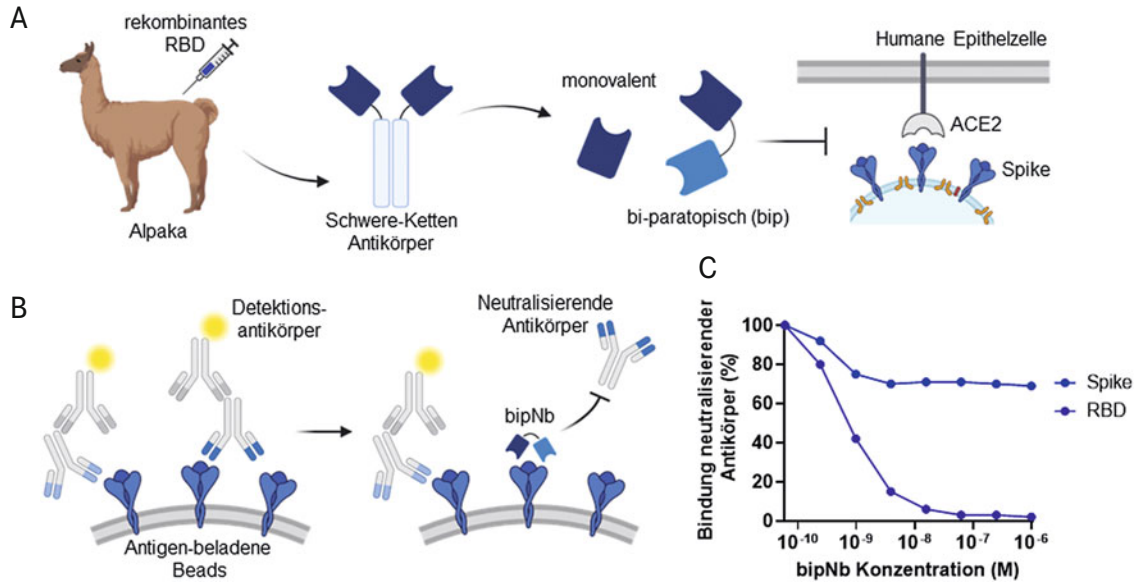 A
rekombinantes
RBD
Alpaka
Schwere-Ketten
Antikörper
monovalent
bi-paratopisch (bip)
Humane Epithelzelle
ACE2
Spike
B
Detektions-
antikörper
Antigen-beladene
Beads
bipNb
Neutralisierende
Antikörper
C
Bindung neutralisierender
Antikörper (%)
100
80
60
40
20
0
10-10
10-9
10-8
10-7
10-6
bipNb Konzentration (M)
Spike
RBD